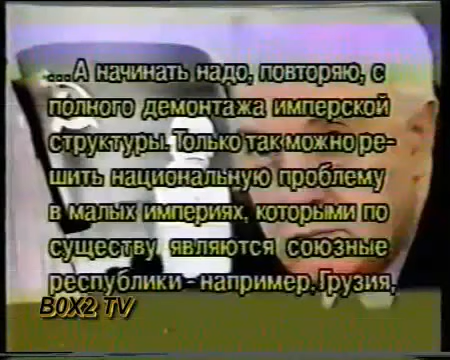 ...А начинать надо, повторяю, с
полного демонтажа имперской
структуры. Только так можно ре-
шить национальную проблему
в малых империях, которыми по
существу являются союзные
республики - например, Грузия,
B0X2 TV